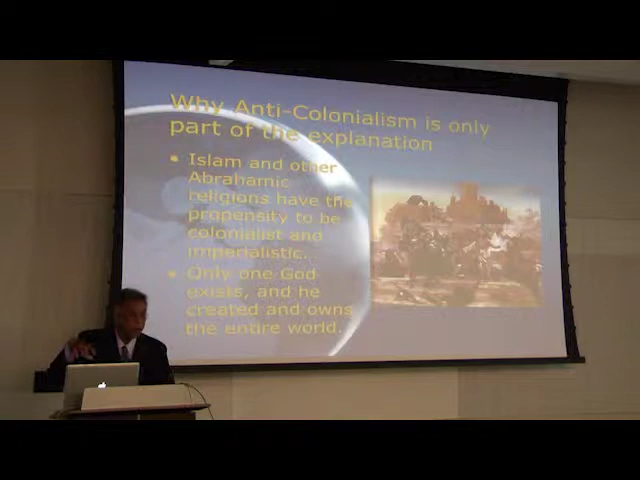 Why Anti-Colonialism is only
part of the explanation
• Islam and other
Abrahamic
religions have the
propensity to be
colonialist and
imperialistic...
• Only one God
exists, and he
created and owns
the entire world.